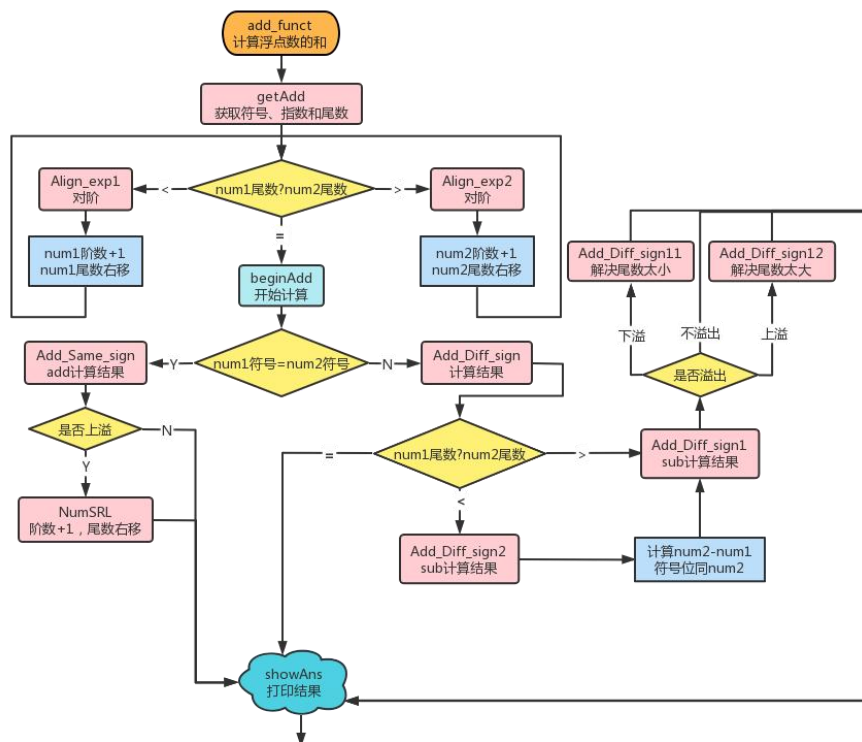 add_funct
计算浮点数的和
getAdd
获取符号、指数和尾数
Align_exp1
对阶
<
num1尾数?num2尾数
>
Align_exp2
对阶
num1阶数+1
num1尾数右移
=
num2阶数+1
num2尾数右移
Add_Diff_sign11
解决尾数太小
Add_Diff_sign12
解决尾数太大
beginAdd
开始计算
下溢
不溢出
上溢
Add_Same_sign
add计算结果
Y
num1符号=num2符号
N
Add_Diff_sign
计算结果
是否溢出
是否上溢
N
Y
=
num1尾数?num2尾数
>
Add_Diff_sign1
sub计算结果
<
NumSRL
阶数+1，尾数右移
Add_Diff_sign2
sub计算结果
计算num2-num1
符号位同num2
showAns
打印结果